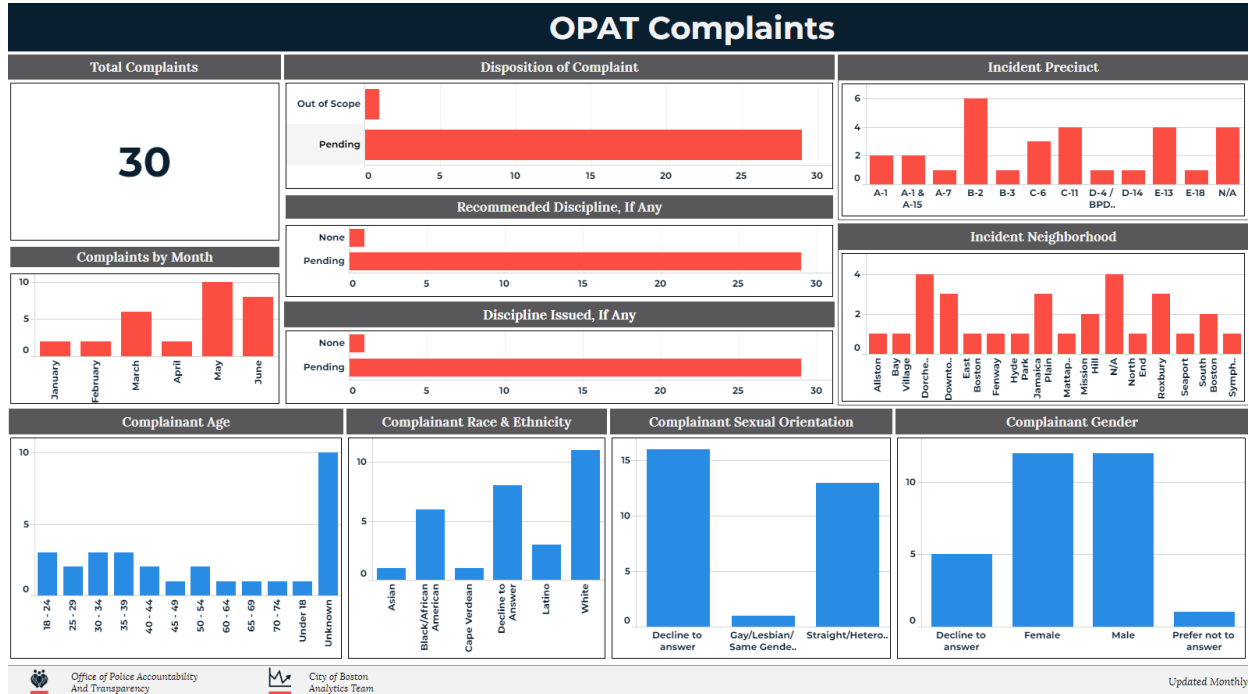 OPAT Complaints
Total Complaints
30
Disposition of Complaint
Out of Scope
Pending
0 5 10 15 20 25 30
Recommended Discipline, If Any
None
Pending
0 5 10 15 20 25 30
Discipline Issued, If Any
None
Pending
0 5 10 15 20 25 30
Incident Precinct
6
4
2
0
A-1 A-1 & A-15 A-7 B-2 B-3 C-6 C-11 D-4 / BPD.. D-14 E-13 E-18 N/A
Incident Neighborhood
4
2
0
Allston
Bay Village
Dorche..
Downto..
East Boston
Fenway
Hyde Park
Jamaica Plain
Mattap..
Mission Hill
N/A
North End
Roxbury
Seaport
South Boston
Symph..
Complaints by Month
10
5
0
January
February
March
April
May
June
Complainant Age
10
5
0
18 - 24
25 - 29
30 - 34
35 - 39
40 - 44
45 - 49
50 - 54
60 - 64
65 - 69
70 - 74
Under 18
Unknown
Complainant Race & Ethnicity
10
5
0
Asian
Black/African American
Cape Verdean
Decline to Answer
Latino
White
Complainant Sexual Orientation
15
10
5
0
Decline to answer
Gay/Lesbian/ Same Gende..
Straight/Hetero..
Complainant Gender
10
5
0
Decline to answer
Female
Male
Prefer not to answer
Office of Police Accountability
And Transparency
City of Boston
Analytics Team
Updated Monthly